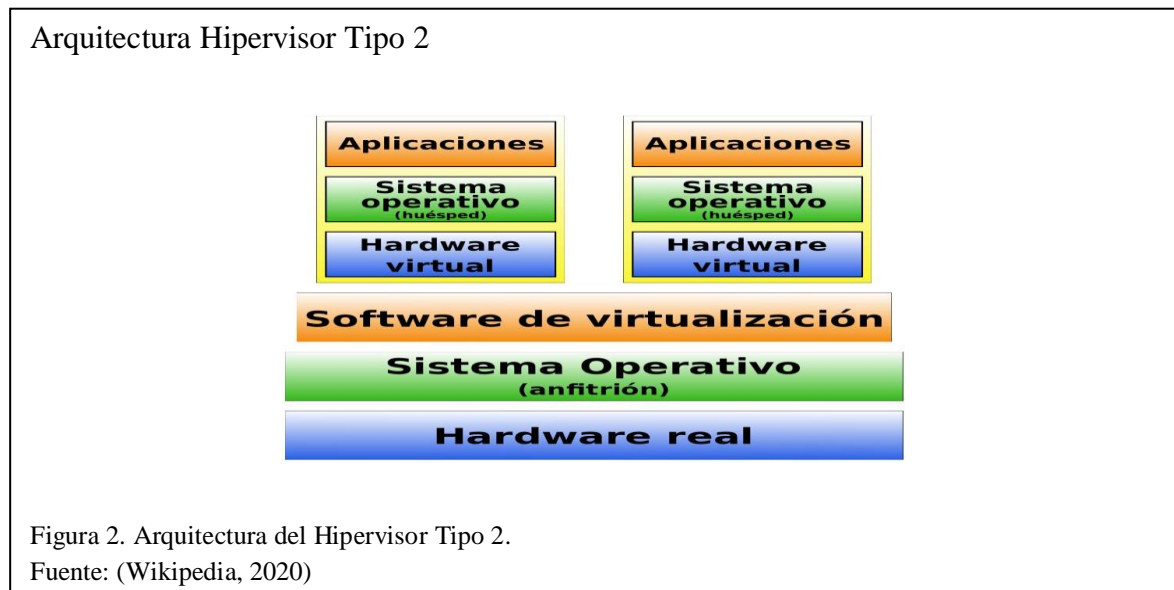 Arquitectura Hipervisor Tipo 2
Aplicaciones
Sistema
operativo
(huésped)
Hardware
virtual
Aplicaciones
Sistema
operativo
(huésped)
Hardware
virtual
Software de virtualización
Sistema Operativo
(anfitrión)
Hardware real
Figura 2. Arquitectura del Hipervisor Tipo 2.
Fuente: (Wikipedia, 2020)